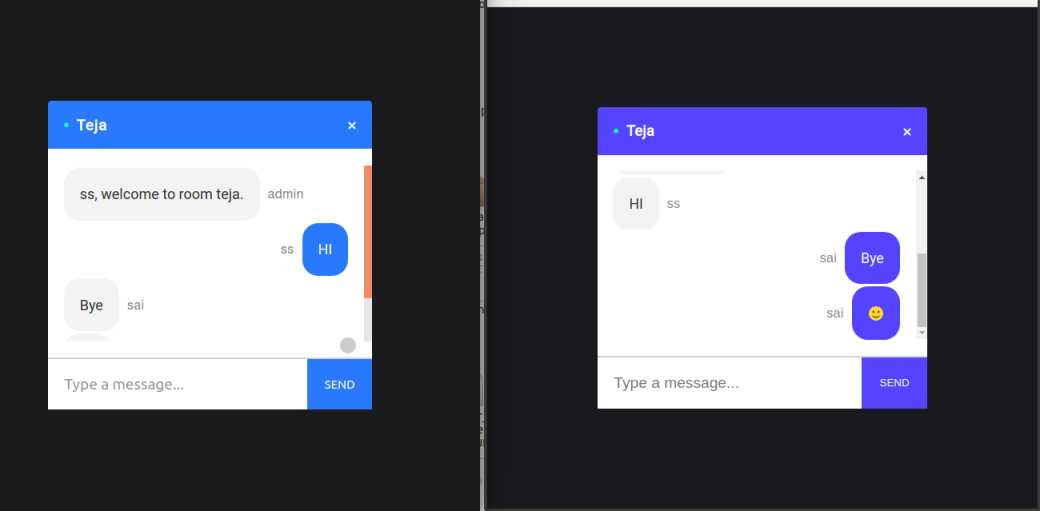 Teja
×
ss, welcome to room teja. admin
ss HI
Bye sai
Type a message... SEND
Teja
×
HI ss
sai Bye
sai 🙂
Type a message... SEND